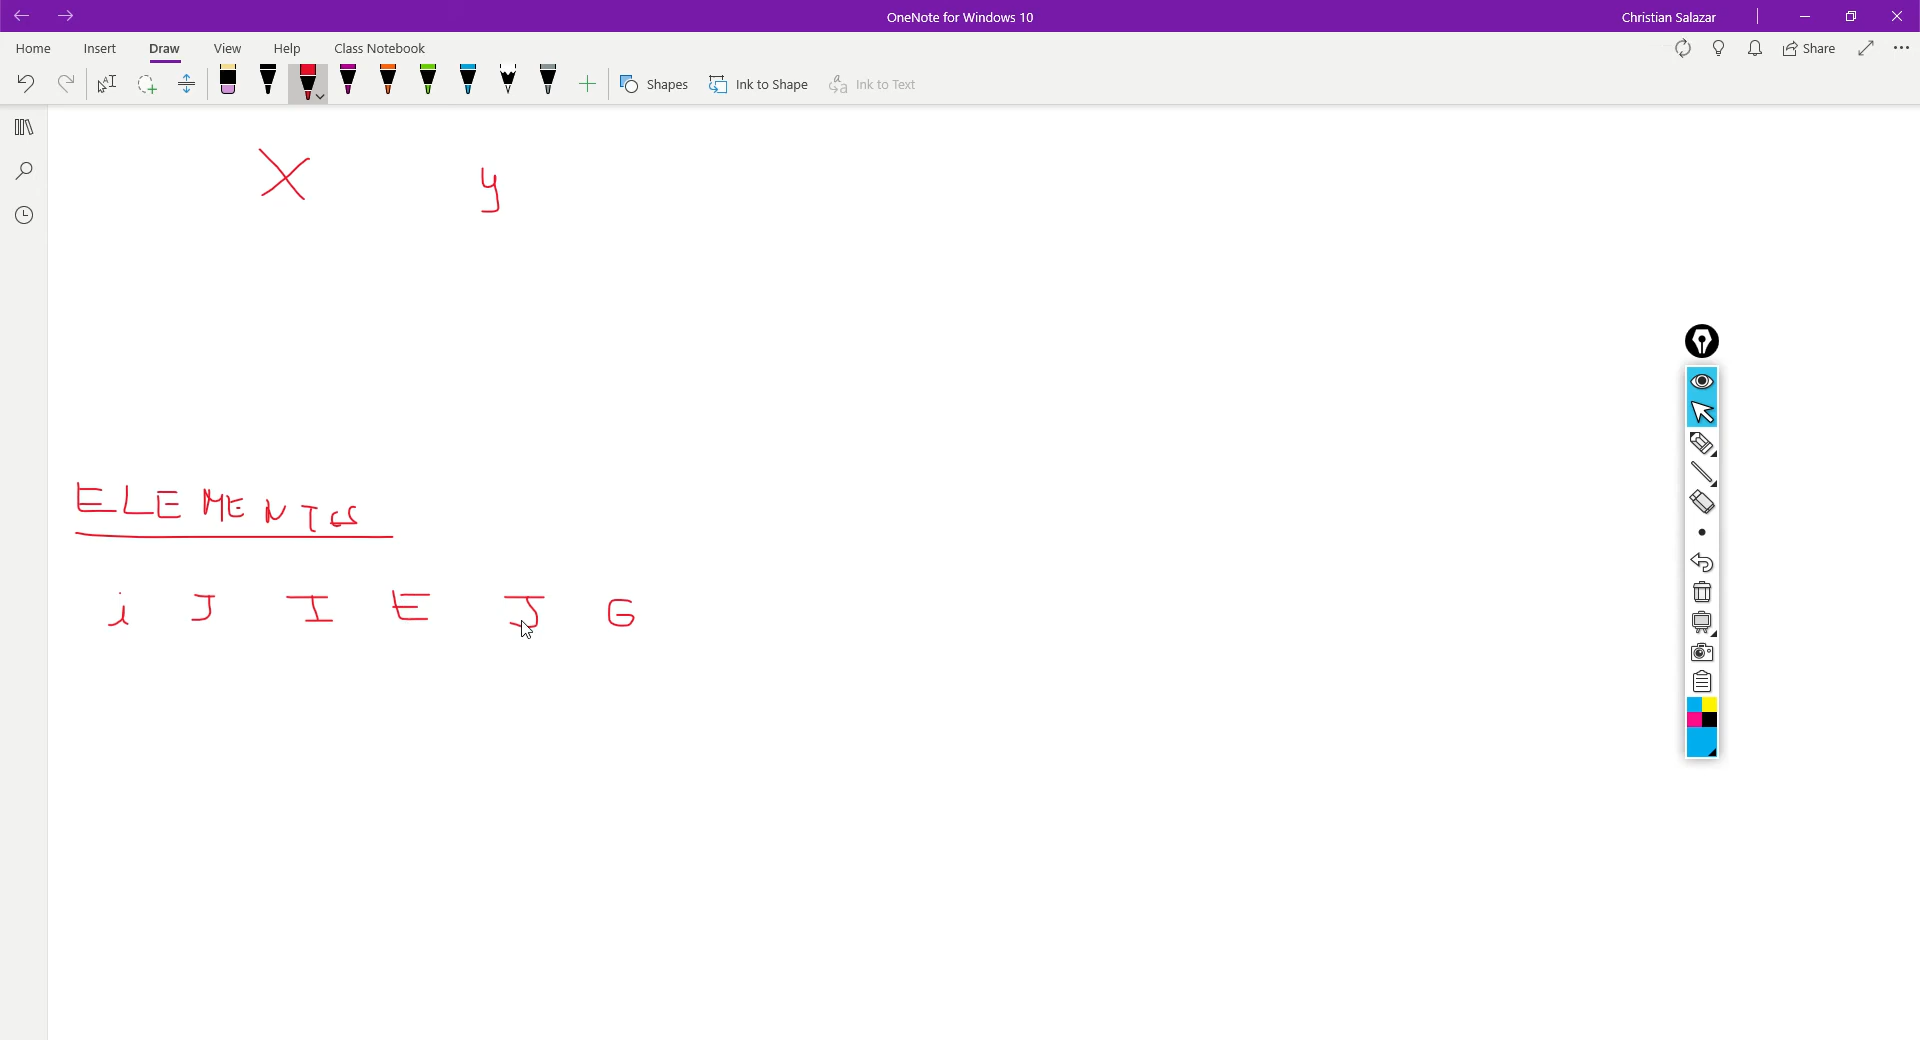 OneNote for Windows 10
Christian Salazar
Home Insert Draw View Help Class Notebook
Share
Shapes Ink to Shape Ink to Text
X y
ELEMENTOS
i J I E J G